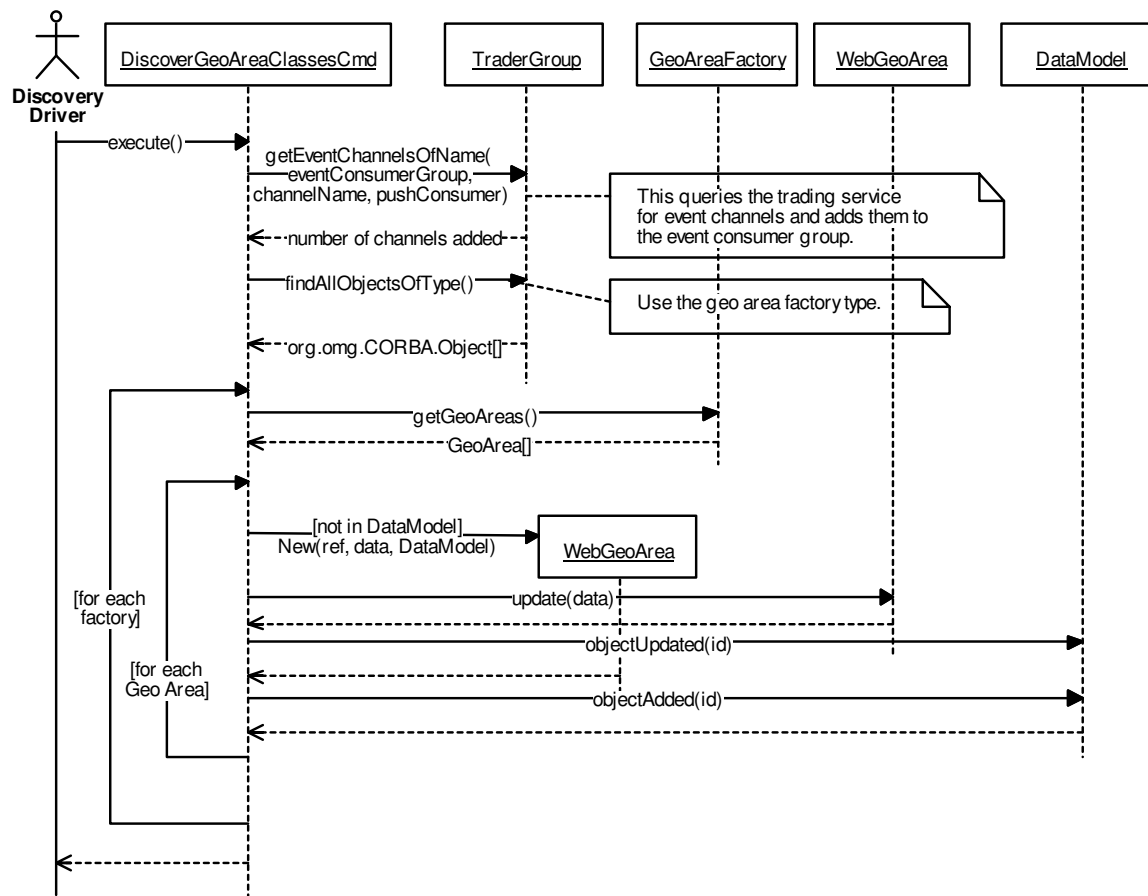 DiscoverGeoAreaClassesCmd
TraderGroup
GeoAreaFactory
WebGeoArea
DataModel
Discovery
Driver
execute()
getEventChannelsOfName(
eventConsumerGroup,
channelName, pushConsumer)
This queries the trading service
for event channels and adds them to
the event consumer group.
number of channels added
findAllObjectsOfType()
Use the geo area factory type.
org.omg.CORBA.Object[]
getGeoAreas()
GeoArea[]
[not in DataModel]
New(ref, data, DataModel)
WebGeoArea
[for each
factory]
update(data)
objectUpdated(id)
[for each
Geo Area]
objectAdded(id)